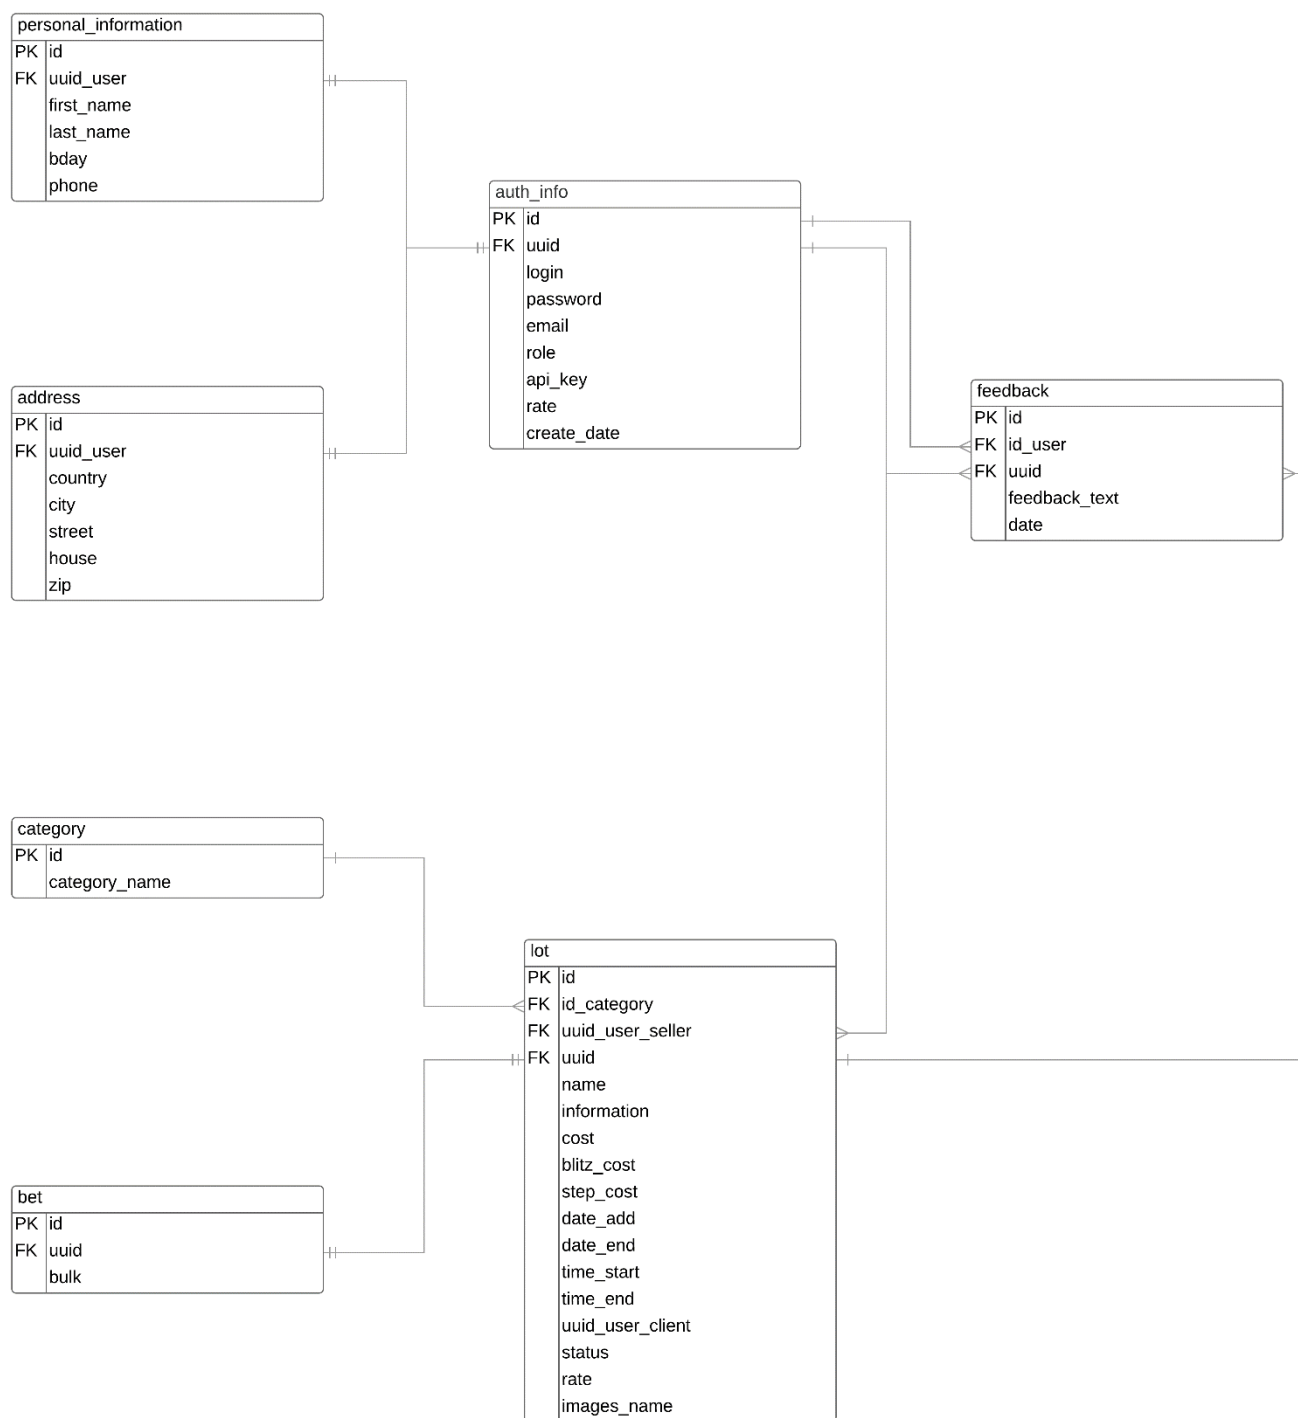 personal_information
PK id
FK uuid_user
first_name
last_name
bday
phone
auth_info
PK id
FK uuid
login
password
email
role
api_key
rate
create_date
address
PK id
FK uuid_user
country
city
street
house
zip
feedback
PK id
FK id_user
FK uuid
feedback_text
date
category
PK id
category_name
lot
PK id
FK id_category
FK uuid_user_seller
FK uuid
name
information
cost
blitz_cost
step_cost
date_add
date_end
time_start
time_end
uuid_user_client
status
rate
images_name
bet
PK id
FK uuid
bulk